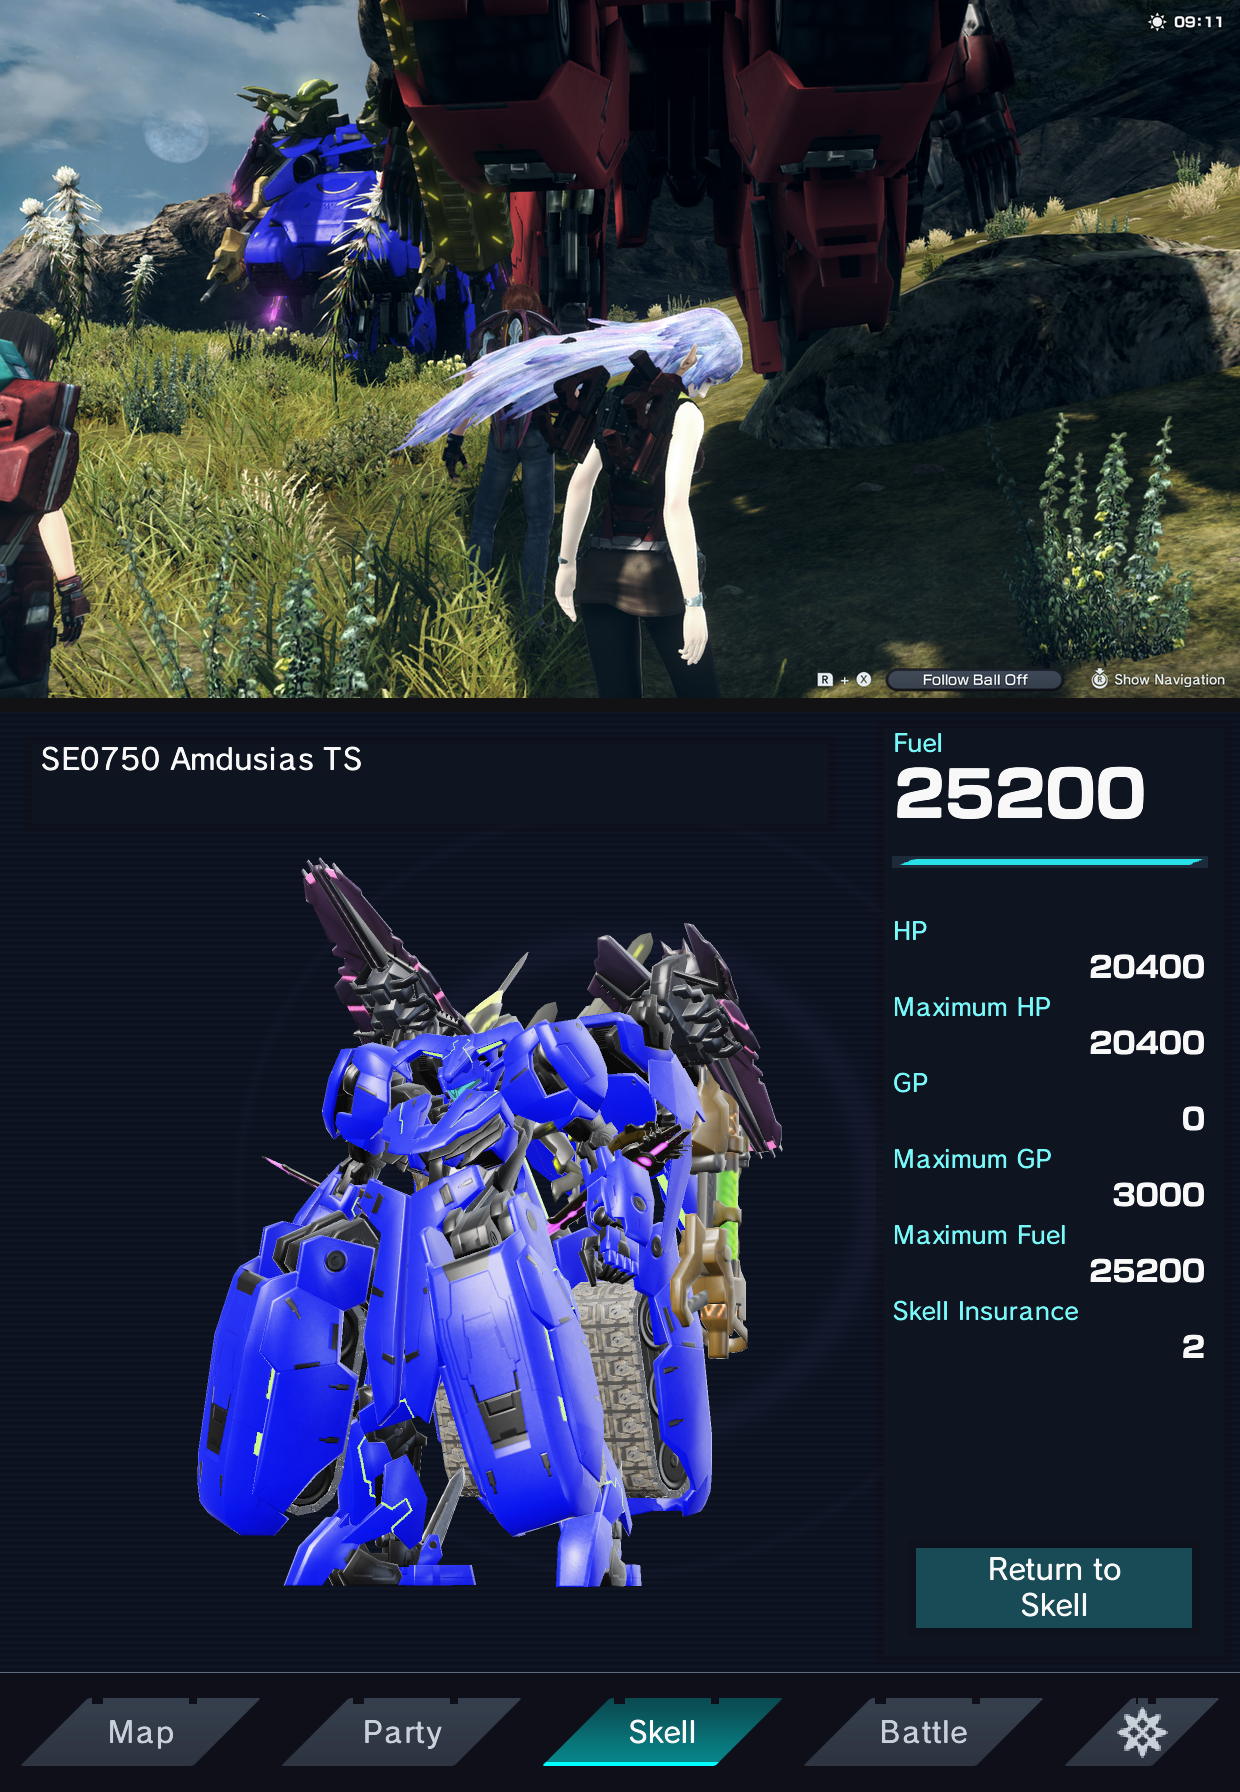 09:11
R + X Follow Ball Off R Show Navigation
SE0750 Amdusias TS
Fuel
25200
HP
20400
Maximum HP
20400
GP
0
Maximum GP
3000
Maximum Fuel
25200
Skell Insurance
2
Return to
Skell
Map Party Skell Battle